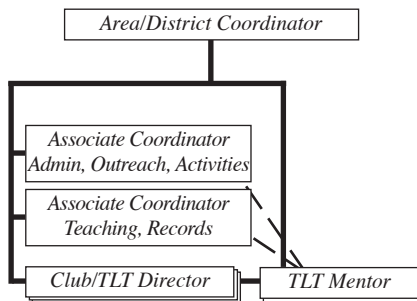 Area/District Coordinator
Associate Coordinator
Admin, Outreach, Activities
Associate Coordinator
Teaching, Records
Club/TLT Director
TLT Mentor